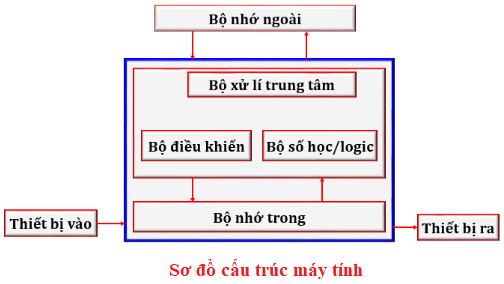 Bộ nhớ ngoài
Bộ xử lí trung tâm
Bộ điều khiển
Bộ số học/logic
Bộ nhớ trong
Thiết bị vào
Thiết bị ra
Sơ đồ cấu trúc máy tính